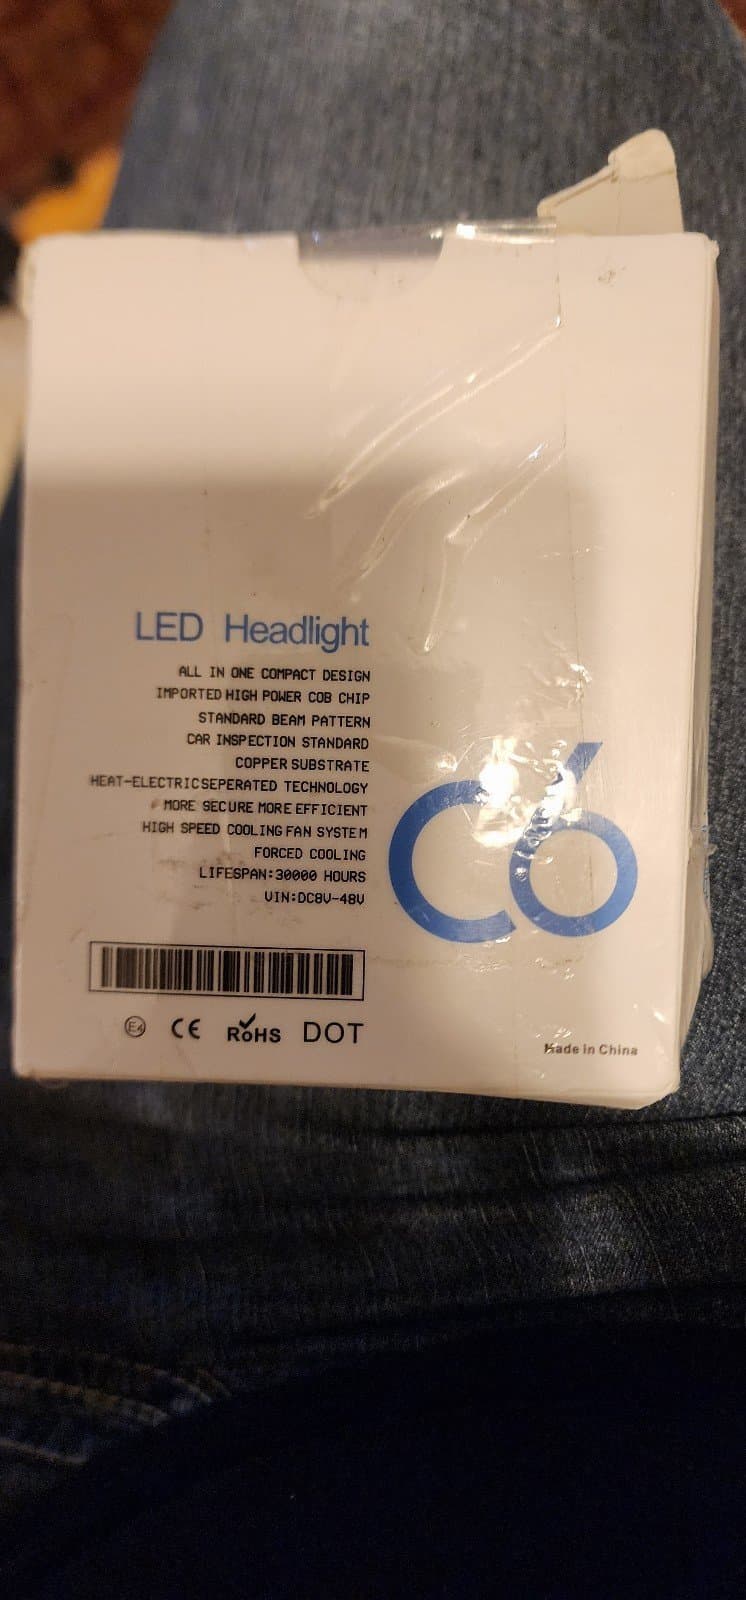 LED Headlight
ALL IN ONE COMPACT DESIGN
IMPORTED HIGH POWER COB CHIP
STANDARD BEAM PATTERN
CAR INSPECTION STANDARD
COPPER SUBSTRATE
HEAT-ELECTRICSEPERATED TECHNOLOGY
MORE SECURE MORE EFFICIENT
HIGH SPEED COOLING FAN SYSTEM
FORCED COOLING
LIFESPAN:30000 HOURS
VIN:DC8V-48V
C6
E4 CE RoHS DOT
Made in China